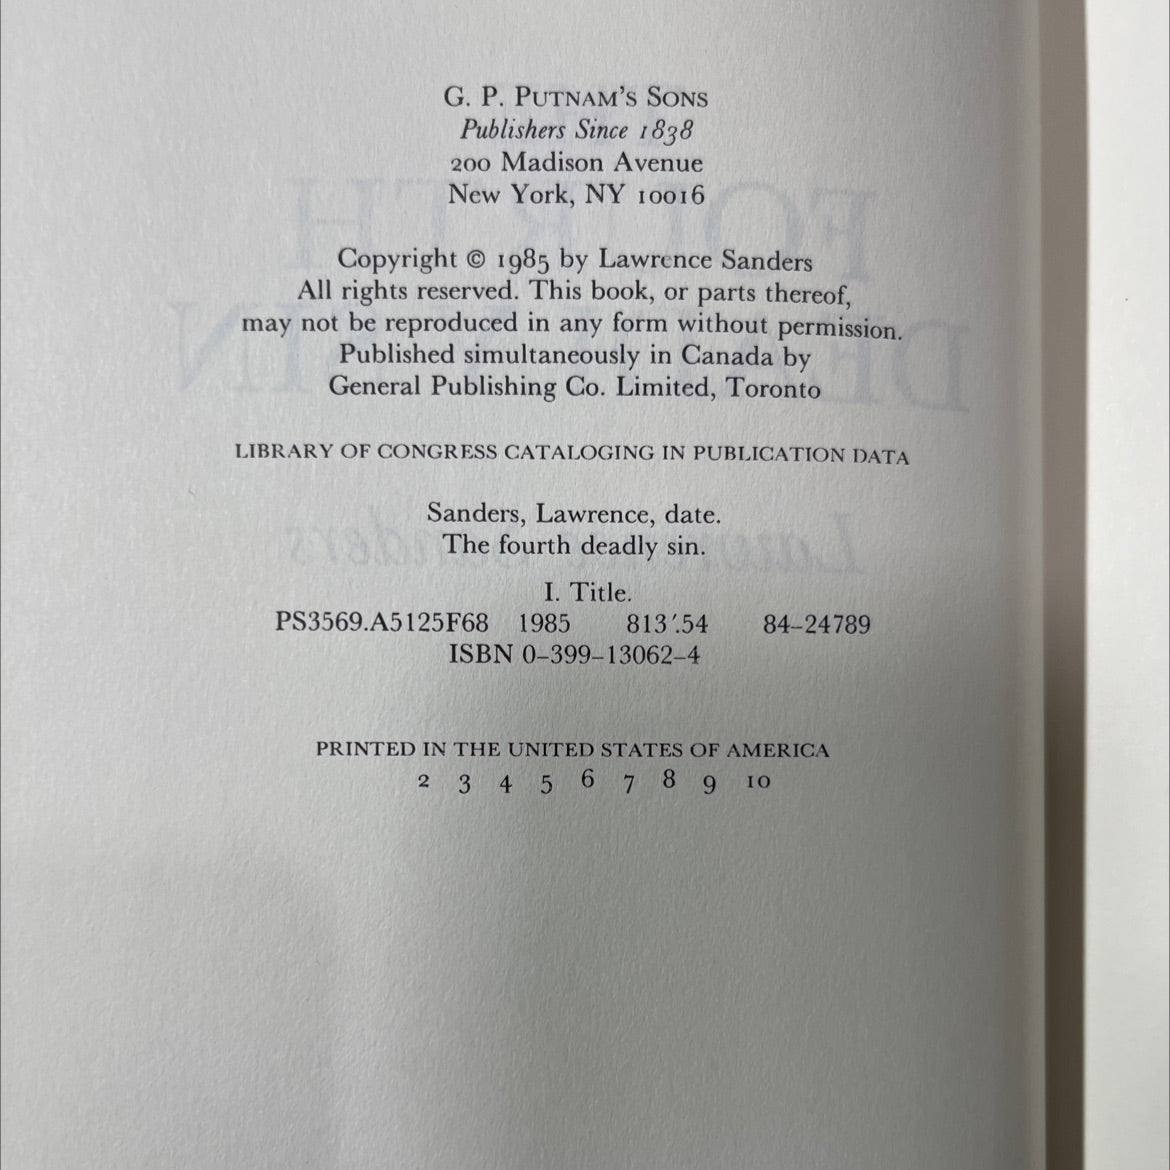 G. P. PUTNAM'S SONS
Publishers Since 1838
200 Madison Avenue
New York, NY 10016
Copyright © 1985 by Lawrence Sanders
All rights reserved. This book, or parts thereof,
may not be reproduced in any form without permission.
Published simultaneously in Canada by
General Publishing Co. Limited, Toronto
LIBRARY OF CONGRESS CATALOGING IN PUBLICATION DATA
Sanders, Lawrence, date.
The fourth deadly sin.
I. Title.
PS3569.A5125F68 1985 813'.54 84–24789
ISBN 0–399–13062–4
PRINTED IN THE UNITED STATES OF AMERICA
2 3 4 5 6 7 8 9 10